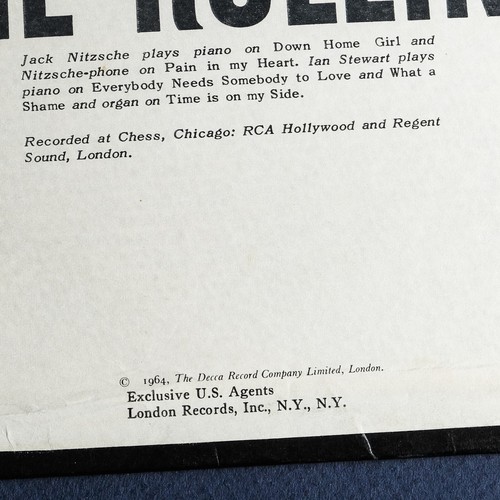 THE ROLLIN
Jack Nitzsche plays piano on Down Home Girl and
Nitzsche-phone on Pain in my Heart. Ian Stewart plays
piano on Everybody Needs Somebody to Love and What a
Shame and organ on Time is on my Side.
Recorded at Chess, Chicago: RCA Hollywood and Regent
Sound, London.
© 1964, The Decca Record Company Limited, London.
Exclusive U.S. Agents
London Records, Inc., N.Y., N.Y.